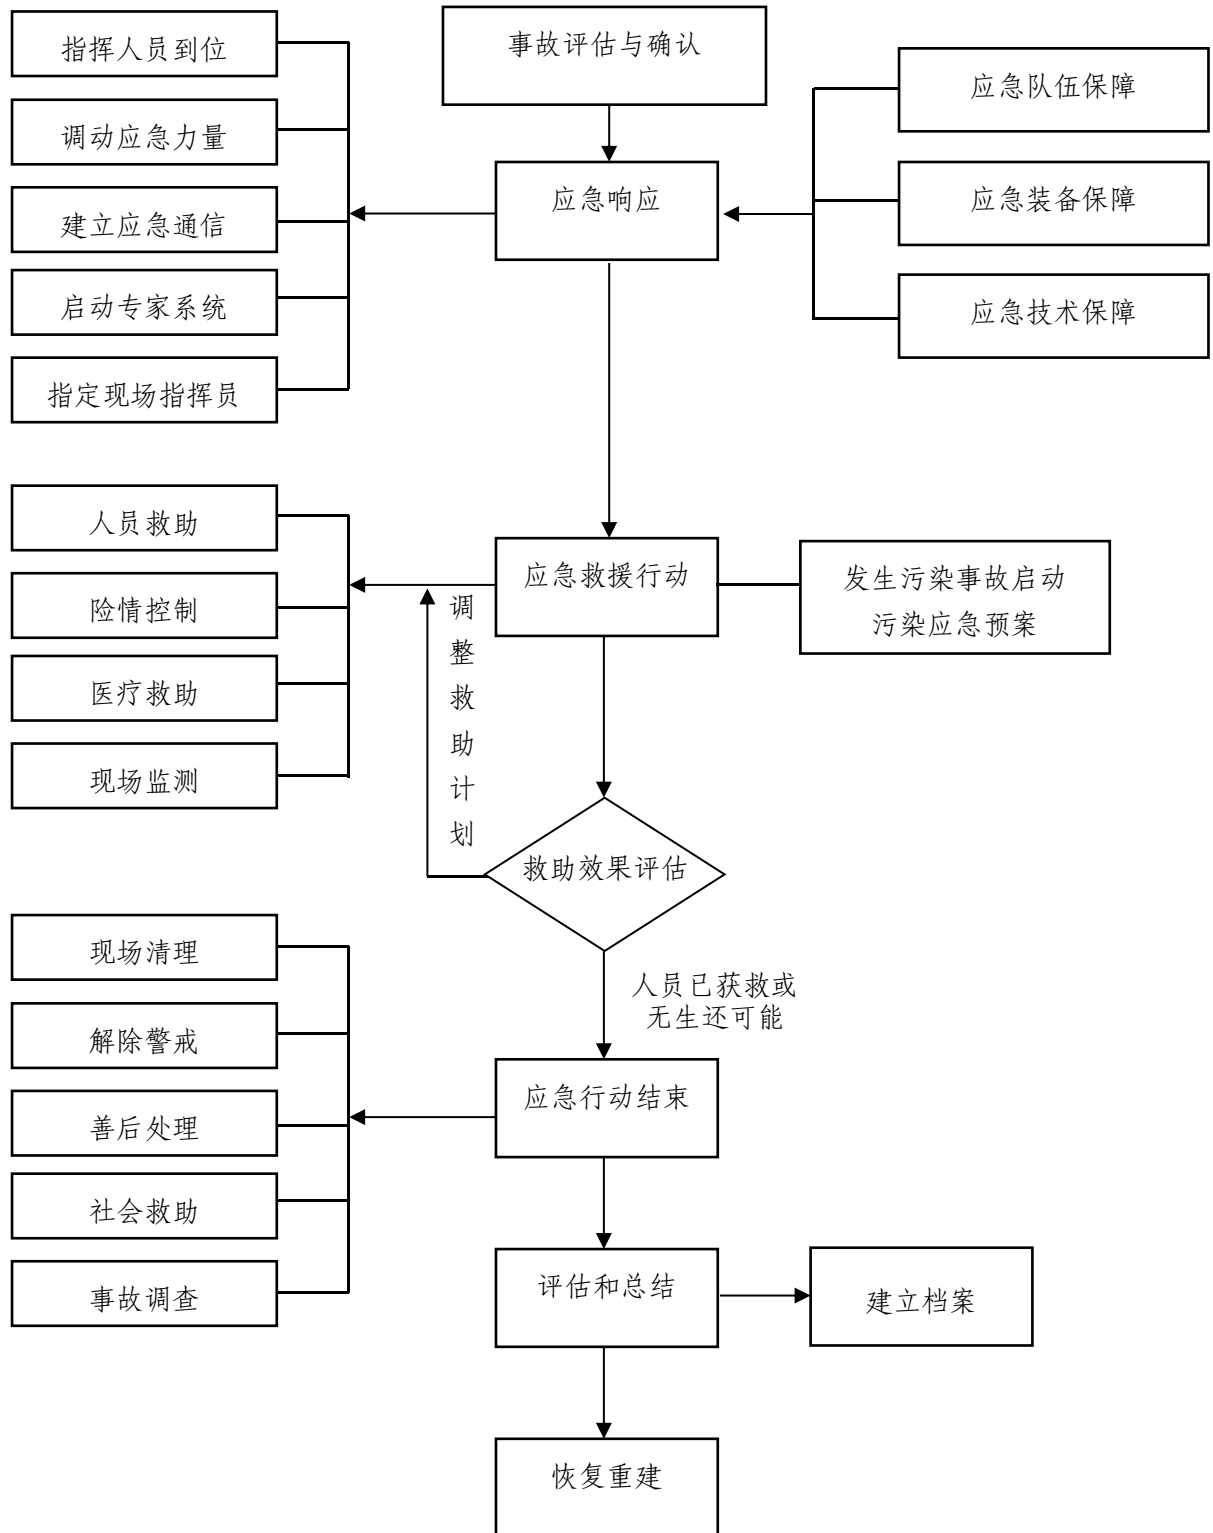 指挥人员到位
事故评估与确认
调动应急力量
应急队伍保障
建立应急通信
应急响应
应急装备保障
启动专家系统
应急技术保障
指定现场指挥员
人员救助
应急救援行动
发生污染事故启动
污染应急预案
险情控制
医疗救助
现场监测
调整救助计划
救助效果评估
现场清理
人员已获救或
无生还可能
解除警戒
应急行动结束
善后处理
社会救助
事故调查
评估和总结
建立档案
恢复重建